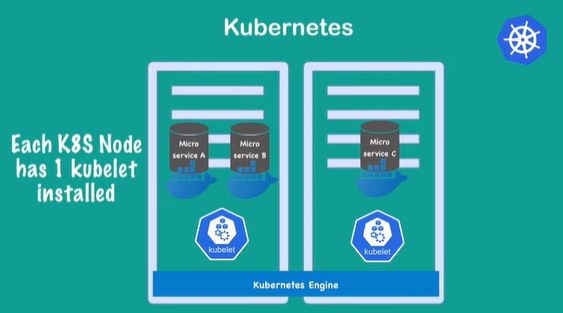 Kubernetes
Each K8S Node
has 1 kubelet
installed
Micro
service A
Micro
service B
Micro
service C
kubelet
kubelet
Kubernetes Engine